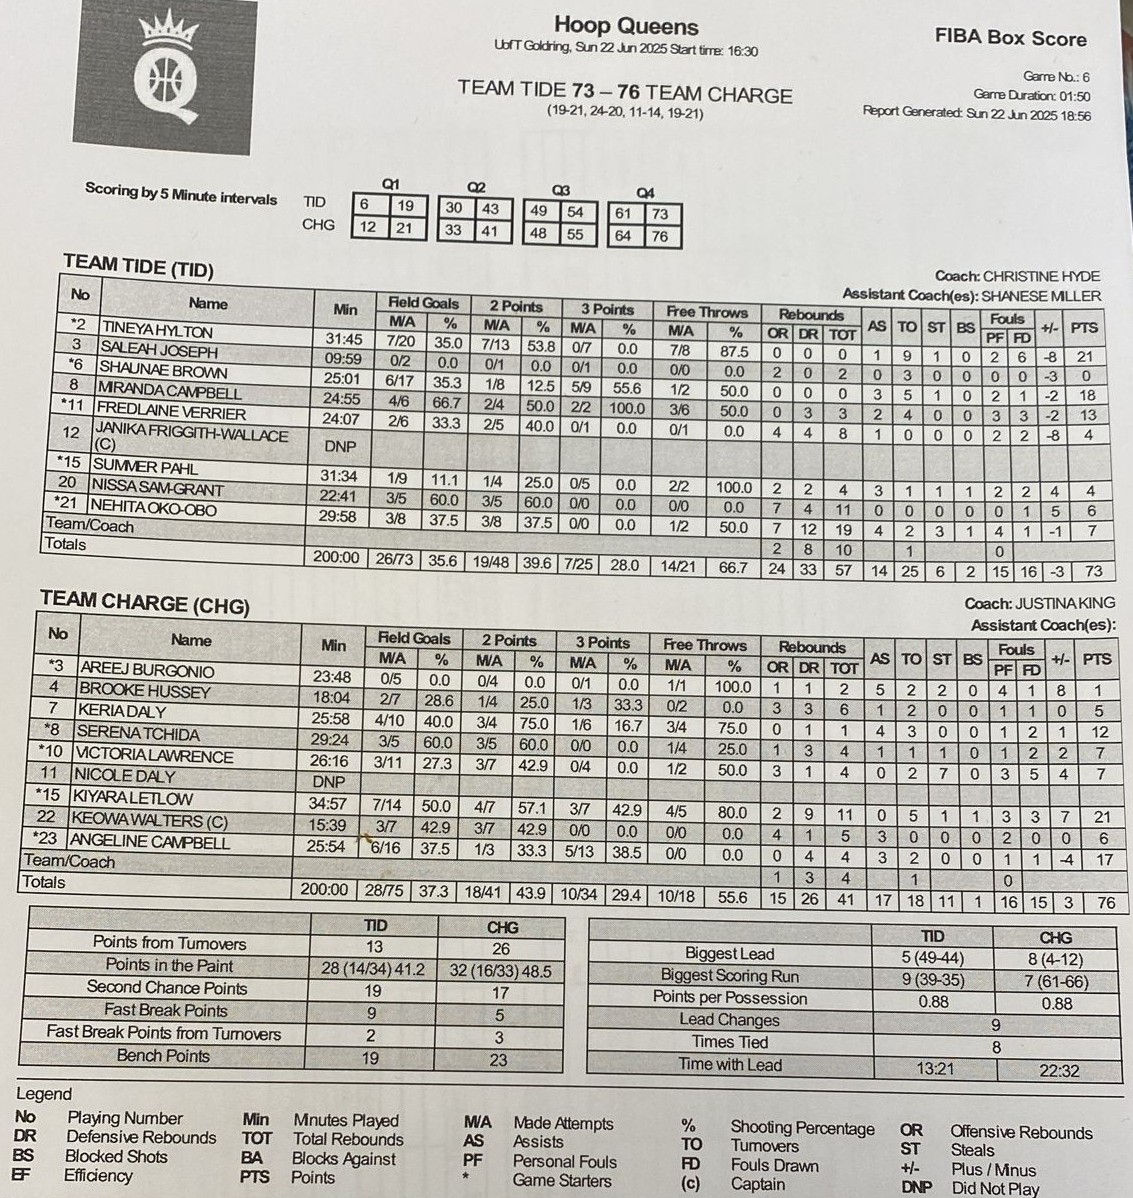 Q
Hoop Queens
UofT Goldring, Sun 22 Jun 2025 Start time: 16:30
TEAM TIDE 73 – 76 TEAM CHARGE
(19-21, 24-20, 11-14, 19-21)
FIBA Box Score
Game No.: 6
Game Duration: 01:50
Report Generated: Sun 22 Jun 2025 18:56
Scoring by 5 Minute intervals
Q1 Q2 Q3 Q4
TID 6 19 30 43 49 54 61 73
CHG 12 21 33 41 48 55 64 76
TEAM TIDE (TID)
Coach: CHRISTINE HYDE
Assistant Coach(es): SHANESE MILLER
No Name Min Field Goals 2 Points 3 Points Free Throws Rebounds AS TO ST BS Fouls +/- PTS
M/A % M/A % M/A % M/A % OR DR TOT PF FD
*2 TINEYA HYLTON 31:45 7/20 35.0 7/13 53.8 0/7 0.0 7/8 87.5 0 0 0 1 9 1 0 2 6 -8 21
3 SALEAH JOSEPH 09:59 0/2 0.0 0/1 0.0 0/1 0.0 0/0 0.0 2 0 2 0 3 0 0 0 0 -3 0
*6 SHAUNAE BROWN 25:01 6/17 35.3 1/8 12.5 5/9 55.6 1/2 50.0 0 0 0 3 5 1 0 2 1 -2 18
8 MIRANDA CAMPBELL 24:55 4/6 66.7 2/4 50.0 2/2 100.0 3/6 50.0 0 3 3 2 4 0 0 3 3 -2 13
*11 FREDLAINE VERRIER 24:07 2/6 33.3 2/5 40.0 0/1 0.0 0/1 0.0 4 4 8 1 0 0 0 2 2 -8 4
12 JANIKA FRIGGITH-WALLACE (C) DNP
*15 SUMMER PAHL 31:34 1/9 11.1 1/4 25.0 0/5 0.0 2/2 100.0 2 2 4 3 1 1 1 2 2 4 4
20 NISSA SAM-GRANT 22:41 3/5 60.0 3/5 60.0 0/0 0.0 0/0 0.0 7 4 11 0 0 0 0 0 1 5 6
*21 NEHITA OKO-OBO 29:58 3/8 37.5 3/8 37.5 0/0 0.0 1/2 50.0 7 12 19 4 2 3 1 4 1 -1 7
Team/Coach 2 8 10 1 0
Totals 200:00 26/73 35.6 19/48 39.6 7/25 28.0 14/21 66.7 24 33 57 14 25 6 2 15 16 -3 73
TEAM CHARGE (CHG)
Coach: JUSTINA KING
Assistant Coach(es):
No Name Min Field Goals 2 Points 3 Points Free Throws Rebounds AS TO ST BS Fouls +/- PTS
M/A % M/A % M/A % M/A % OR DR TOT PF FD
*3 AREEJ BURGONIO 23:48 0/5 0.0 0/4 0.0 0/1 0.0 1/1 100.0 1 1 2 5 2 2 0 4 1 8 1
4 BROOKE HUSSEY 18:04 2/7 28.6 1/4 25.0 1/3 33.3 0/2 0.0 3 3 6 1 2 0 0 1 1 0 5
7 KERIA DALY 25:58 4/10 40.0 3/4 75.0 1/6 16.7 3/4 75.0 0 1 1 4 3 0 0 1 2 1 12
*8 SERENA TCHIDA 29:24 3/5 60.0 3/5 60.0 0/0 0.0 1/4 25.0 1 3 4 1 1 1 0 1 2 2 7
*10 VICTORIA LAWRENCE 26:16 3/11 27.3 3/7 42.9 0/4 0.0 1/2 50.0 3 1 4 0 2 7 0 3 5 4 7
11 NICOLE DALY DNP
*15 KIYARA LETLOW 34:57 7/14 50.0 4/7 57.1 3/7 42.9 4/5 80.0 2 9 11 0 5 1 1 3 3 7 21
22 KEOWA WALTERS (C) 15:39 3/7 42.9 3/7 42.9 0/0 0.0 0/0 0.0 4 1 5 3 0 0 0 2 0 0 6
*23 ANGELINE CAMPBELL 25:54 6/16 37.5 1/3 33.3 5/13 38.5 0/0 0.0 0 4 4 3 2 0 0 1 1 -4 17
Team/Coach 1 3 4 1 0
Totals 200:00 28/75 37.3 18/41 43.9 10/34 29.4 10/18 55.6 15 26 41 17 18 11 1 16 15 3 76
TID CHG
Points from Turnovers 13 26
Points in the Paint 28 (14/34) 41.2 32 (16/33) 48.5
Second Chance Points 19 17
Fast Break Points 9 5
Fast Break Points from Turnovers 2 3
Bench Points 19 23
TID CHG
Biggest Lead 5 (49-44) 8 (4-12)
Biggest Scoring Run 9 (39-35) 7 (61-66)
Points per Possession 0.88 0.88
Lead Changes 9
Times Tied 8
Time with Lead 13:21 22:32
Legend
No Playing Number Min Minutes Played M/A Made Attempts % Shooting Percentage OR Offensive Rebounds
DR Defensive Rebounds TOT Total Rebounds AS Assists TO Turnovers ST Steals
BS Blocked Shots BA Blocks Against PF Personal Fouls FD Fouls Drawn +/- Plus / Minus
EF Efficiency PTS Points * Game Starters (c) Captain DNP Did Not Play